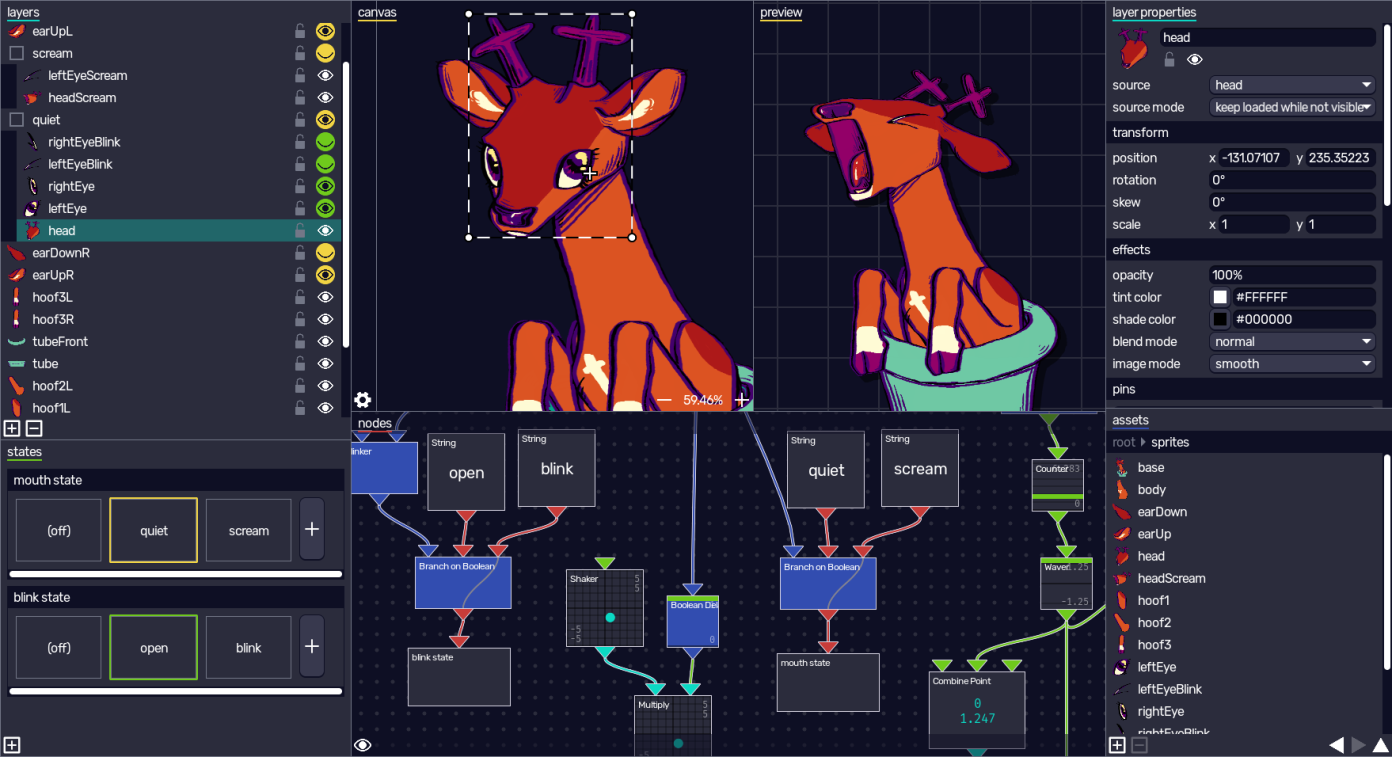 layers
earUpL
scream
leftEyeScream
headScream
quiet
rightEyeBlink
leftEyeBlink
rightEye
leftEye
head
earDownR
earUpR
hoof3L
hoof3R
tubeFront
tube
hoof2L
hoof1L
states
mouth state
(off)
quiet
scream
+
blink state
(off)
open
blink
+
canvas
59.46%
preview
nodes
linker
String
open
String
blink
Branch on Boolean
blink state
Shaker
5
5
-5
-5
Boolean Del
0
Multiply
5
5
-5
String
quiet
String
scream
Branch on Boolean
mouth state
Counter 83
0
Waver 1.25
-1.25
Combine Point
0
1.247
layer properties
head
source
head
source mode
keep loaded while not visible
transform
position
x -131.07107 y 235.35223
rotation
0°
skew
0°
scale
x 1 y 1
effects
opacity
100%
tint color
#FFFFFF
shade color
#000000
blend mode
normal
image mode
smooth
pins
assets
root sprites
base
body
earDown
earUp
head
headScream
hoof1
hoof2
hoof3
leftEye
leftEyeBlink
rightEye
rightEyeBlink